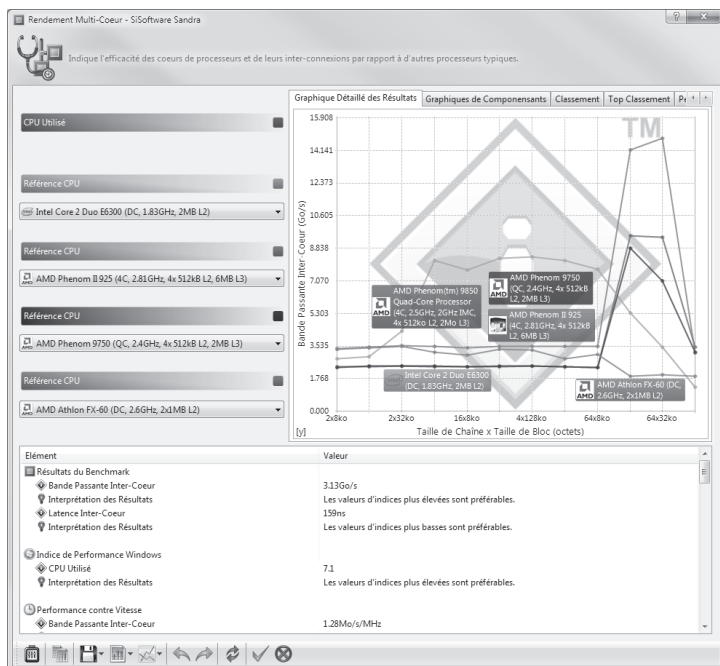 Rendement Multi-Coeur - SiSoftware Sandra
Indique l'efficacité des coeurs de processeurs et de leurs inter-connexions par rapport à d'autres processeurs typiques.
CPU Utilisé
Référence CPU
Intel Core 2 Duo E6300 (DC, 1.83GHz, 2MB L2)
Référence CPU
AMD Phenom II 925 (4C, 2.81GHz, 4x 512kB L2, 6MB L3)
Référence CPU
AMD Phenom 9750 (QC, 2.4GHz, 4x 512kB L2, 2MB L3)
Référence CPU
AMD Athlon FX-60 (DC, 2.6GHz, 2x1MB L2)
Graphique Détaillé des Résultats
Graphiques de Componensants
Classement
Top Classement
TM
Bande Passante Inter-Coeur (Go/s)
15.908
14.141
12.373
10.605
8.838
7.070
5.303
3.535
1.768
0.000
AMD Phenom(tm) 9850
Quad-Core Processor
(4C, 2.5GHz, 2GHz IMC,
4x 512ko L2, 2Mo L3)
AMD
AMD Phenom 9750
(QC, 2.4GHz, 4x 512kB
L2, 2MB L3)
AMD
AMD Phenom II 925
(4C, 2.81GHz, 4x 512kB
L2, 6MB L3)
Intel Core 2 Duo E6300
(DC, 1.83GHz, 2MB L2)
AMD Athlon FX-60 (DC,
2.6GHz, 2x1MB L2)
AMD
2x8ko 2x32ko 16x8ko 4x128ko 64x8ko 64x32ko
[y] Taille de Chaîne x Taille de Bloc (octets)
Elément Valeur
Résultats du Benchmark
Bande Passante Inter-Coeur 3.13Go/s
Interprétation des Résultats Les valeurs d'indices plus élevées sont préférables.
Latence Inter-Coeur 159ns
Interprétation des Résultats Les valeurs d'indices plus basses sont préférables.
Indice de Performance Windows
CPU Utilisé 7.1
Interprétation des Résultats Les valeurs d'indices plus élevées sont préférables.
Performance contre Vitesse
Bande Passante Inter-Coeur 1.28Mo/s/MHz